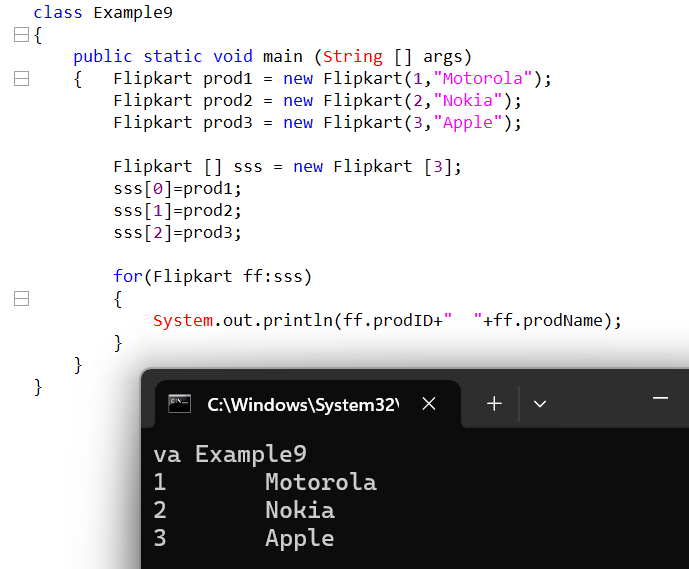 class Example9
{
    public static void main (String [] args)
    {   Flipkart prod1 = new Flipkart(1,"Motorola");
        Flipkart prod2 = new Flipkart(2,"Nokia");
        Flipkart prod3 = new Flipkart(3,"Apple");
        Flipkart [] sss = new Flipkart [3];
        sss[0]=prod1;
        sss[1]=prod2;
        sss[2]=prod3;
        for(Flipkart ff:sss)
        {
            System.out.println(ff.prodID+"  "+ff.prodName);
        }
    }
}
C:\Windows\System32\
va Example9
1       Motorola
2       Nokia
3       Apple